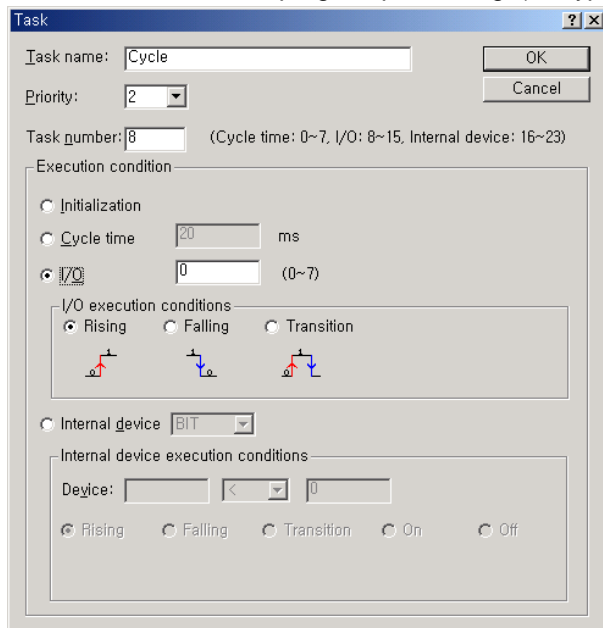 Task
Task name: Cycle
OK
Priority: 2
Cancel
Task number: 8 (Cycle time: 0~7, I/O: 8~15, Internal device: 16~23)
Execution condition
Initialization
Cycle time 20 ms
I/O 0 (0~7)
I/O execution conditions
Rising Falling Transition
0 1 1 0 0 1
Internal device BIT
Internal device execution conditions
Device: < 0
Rising Falling Transition On Off